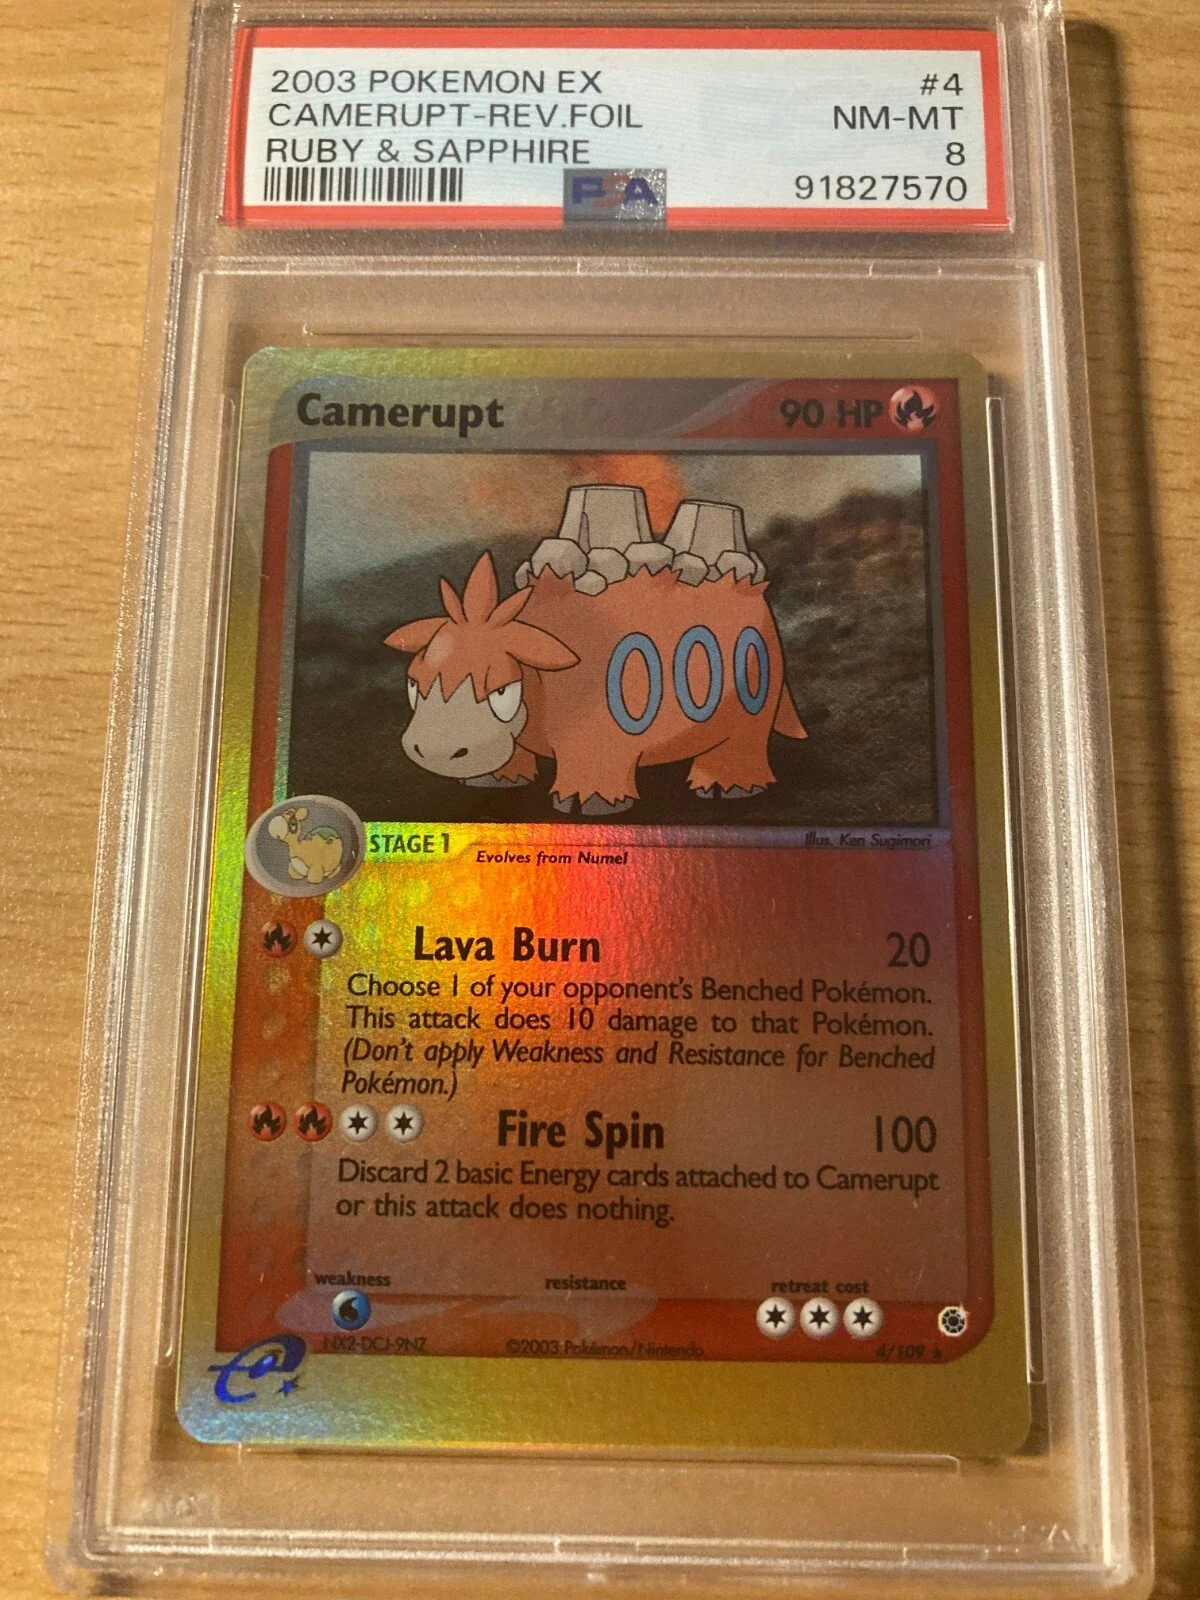 2003 POKEMON EX #4
CAMERUPT-REV.FOIL NM-MT
RUBY & SAPPHIRE 8
PSA 91827570
Camerupt 90 HP
STAGE 1 Evolves from Numel Illus. Ken Sugimori
Lava Burn 20
Choose 1 of your opponent's Benched Pokémon.
This attack does 10 damage to that Pokémon.
(Don't apply Weakness and Resistance for Benched
Pokémon.)
Fire Spin 100
Discard 2 basic Energy cards attached to Camerupt
or this attack does nothing.
weakness resistance retreat cost
NX2-DCJ-9NZ ©2003 Pokémon/Nintendo 4/109 ★
e